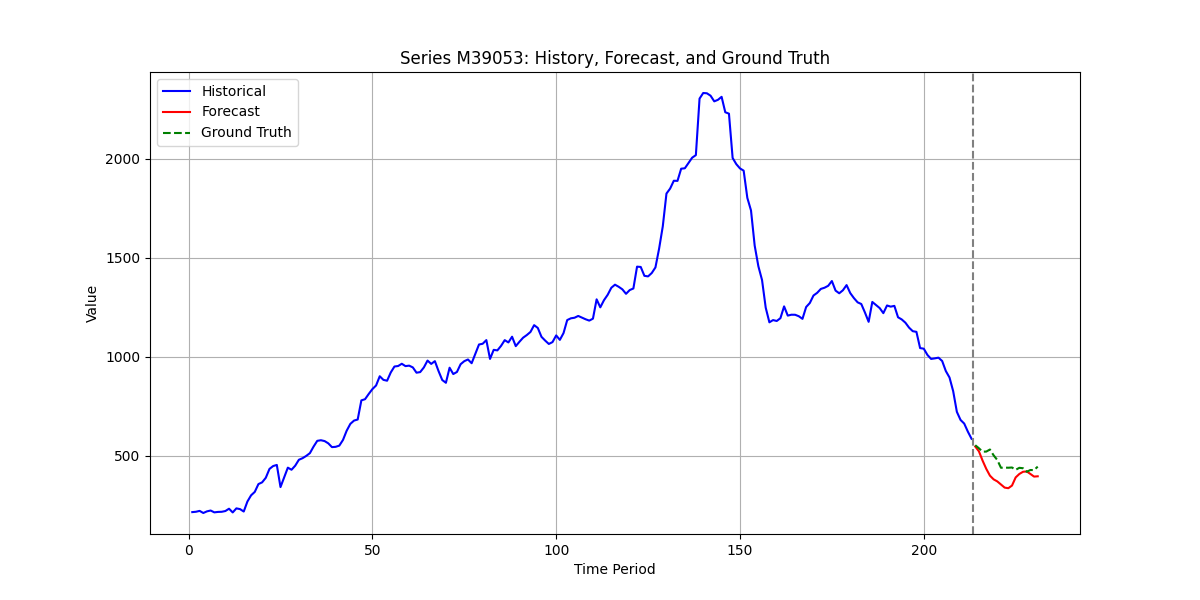 Series M39053: History, Forecast, and Ground Truth
Historical
Forecast
Ground Truth
Value
2000
1500
1000
500
0 50 100 150 200
Time Period